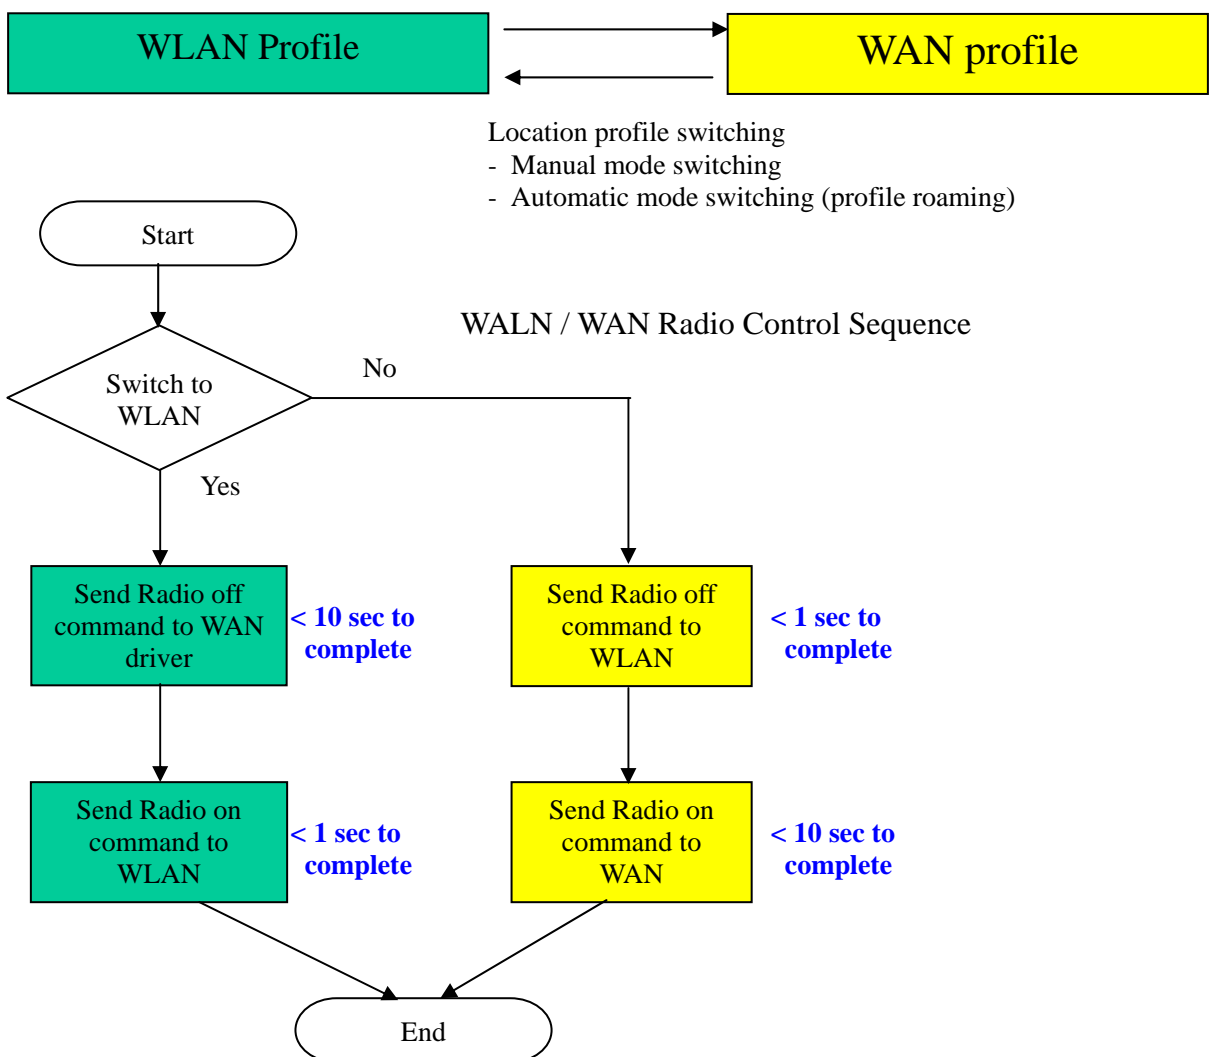 WLAN Profile
WAN profile
Location profile switching
- Manual mode switching
- Automatic mode switching (profile roaming)
Start
WALN / WAN Radio Control Sequence
Switch to
WLAN
No
Yes
Send Radio off
command to WAN
driver
< 10 sec to
complete
Send Radio off
command to
WLAN
< 1 sec to
complete
Send Radio on
command to
WLAN
< 1 sec to
complete
Send Radio on
command to
WAN
< 10 sec to
complete
End